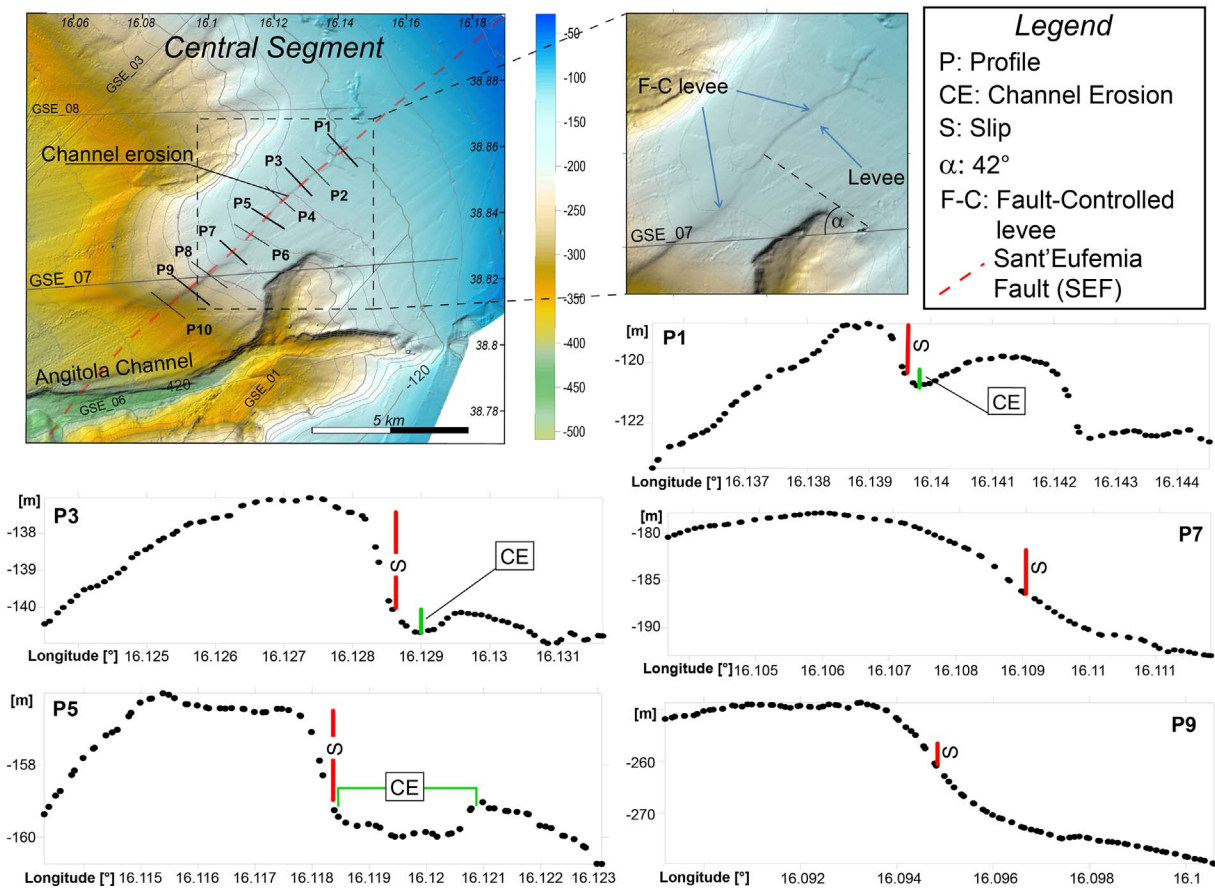 16.06 16.08 16.1 16.12 16.14 16.16 16.18
Central Segment
GSE_03
GSE_08
P1
Channel erosion
P3
P2
P5
P4
P7
P6
P8
GSE_07
P9
P10
Angitola Channel
-420
-120
GSE_06
GSE_01
5 km
38.88
38.86
38.84
38.82
38.8
38.78
-50
-100
-150
-200
-250
-300
-350
-400
-450
-500
F-C levee
Levee
GSE_07
α
Legend
P: Profile
CE: Channel Erosion
S: Slip
α: 42°
F-C: Fault-Controlled
levee
Sant'Eufemia
Fault (SEF)
[m]
P1
-120
-122
S
CE
Longitude [°] 16.137 16.138 16.139 16.14 16.141 16.142 16.143 16.144
[m]
P3
-138
-139
-140
S
CE
Longitude [°] 16.125 16.126 16.127 16.128 16.129 16.13 16.131
[m]
P7
-180
-185
-190
S
Longitude [°] 16.105 16.106 16.107 16.108 16.109 16.11 16.111
[m]
P5
-158
-160
S
CE
Longitude [°] 16.115 16.116 16.117 16.118 16.119 16.12 16.121 16.122 16.123
[m]
P9
-260
-270
S
Longitude [°] 16.092 16.094 16.096 16.098 16.1